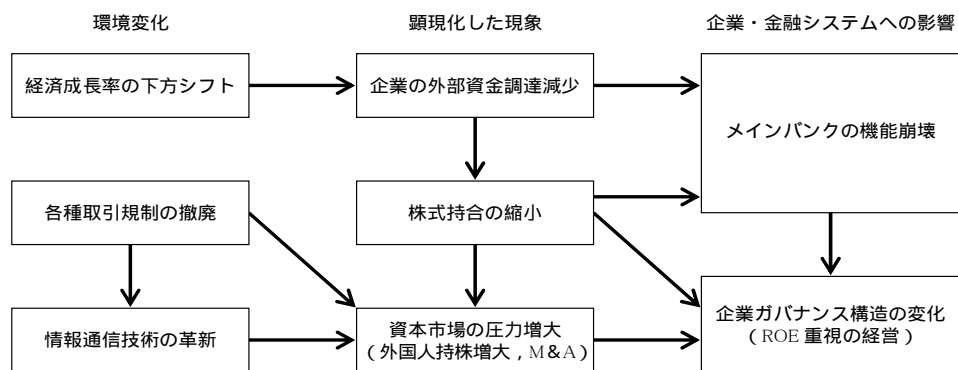 環境変化
顕現化した現象
企業・金融システムへの影響
経済成長率の下方シフト
企業の外部資金調達減少
メインバンクの機能崩壊
各種取引規制の撤廃
株式持合の縮小
情報通信技術の革新
資本市場の圧力増大
(外国人持株増大,M&A)
企業ガバナンス構造の変化
(ROE 重視の経営)